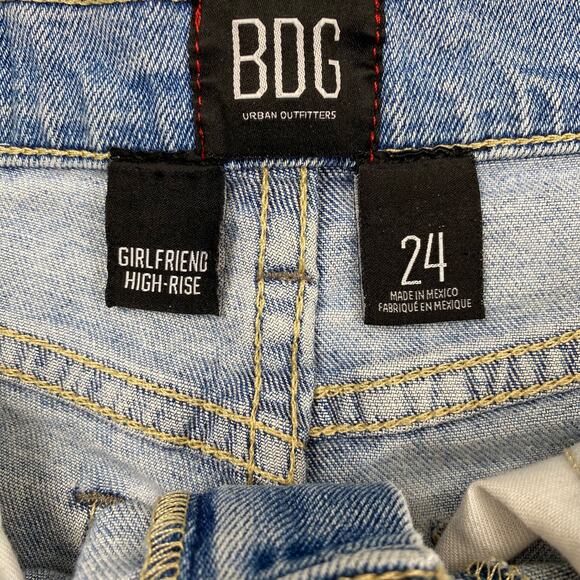 BDG
URBAN OUTFITTERS
GIRLFRIEND
HIGH-RISE
24
MADE IN MEXICO
FABRIQUÉ EN MEXIQUE